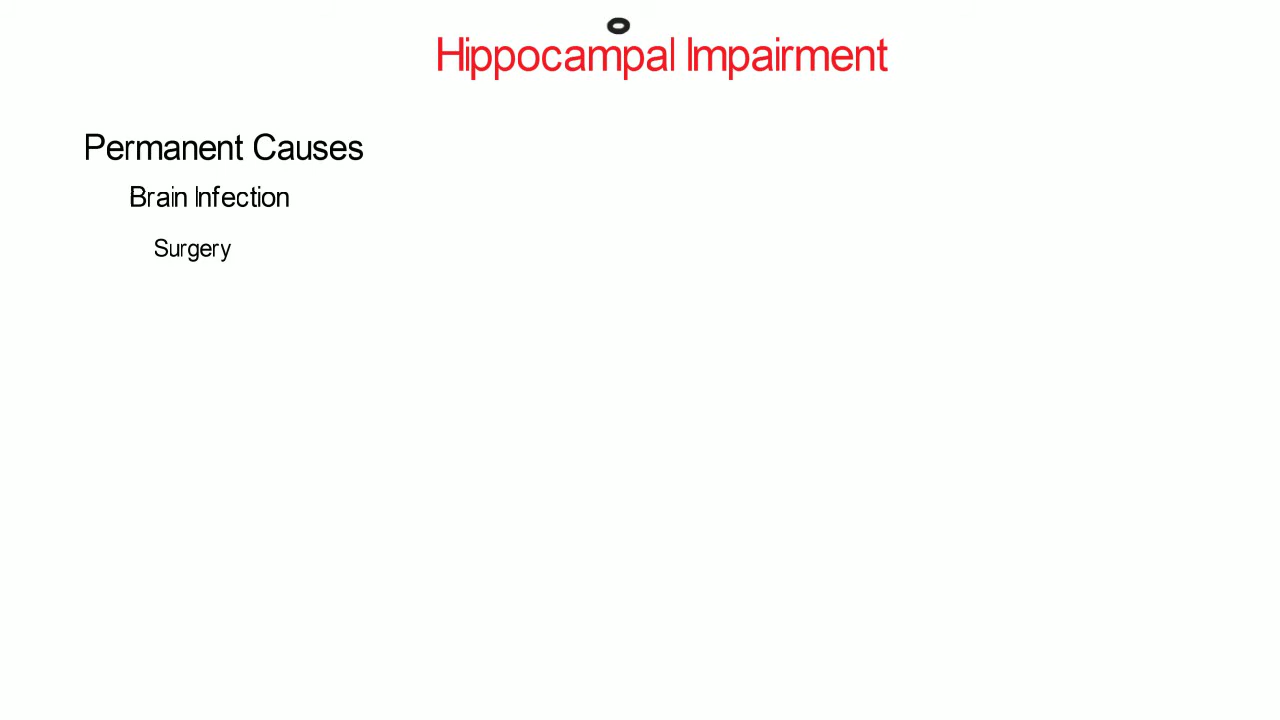 Hippocampal Impairment
Permanent Causes
Brain Infection
Surgery